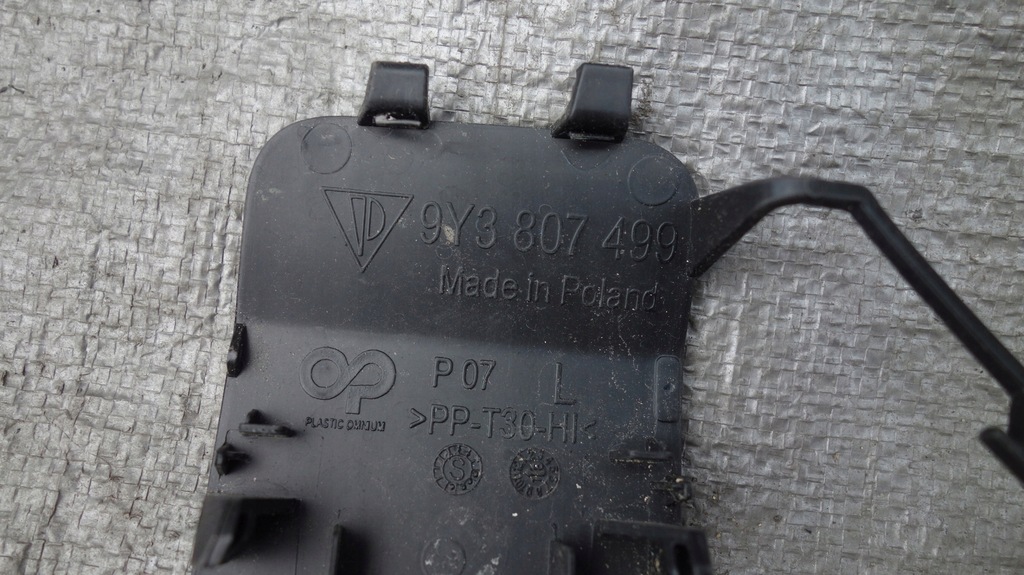 9Y3 807 499
Made in Poland
P 07 L
PLASTIC OMNIUM
>PP-T30-HI<